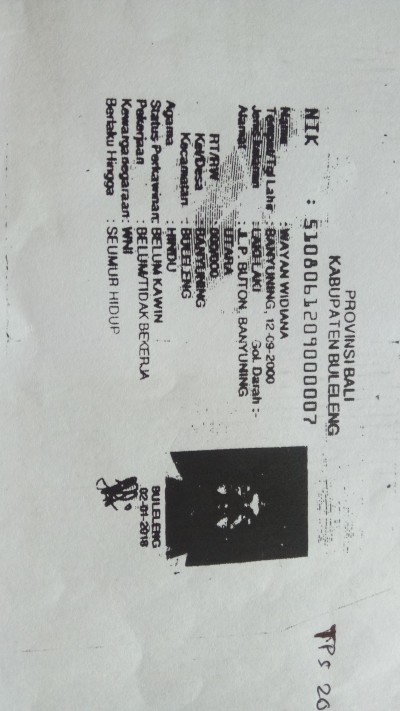 PROVINSI BALI
KABUPATEN BULELENG
NIK : 5108061209000007
Nama : WAYAN WIDIANA
Tempat/Tgl Lahir : BANYUNING, 12-09-2000
Jenis Kelamin : LAKI-LAKI Gol. Darah :-
Alamat : JL. P. BUTON, BANYUNING
UTARA
RT/RW : 000/000
Kel/Desa : BANYUNING
Kecamatan : BULELENG
Agama : HINDU
Status Perkawinan: BELUM KAWIN
Pekerjaan : BELUM/TIDAK BEKERJA
Kewarganegaraan: WNI
Berlaku Hingga : SEUMUR HIDUP
BULELENG
02-01-2018
TPS 20